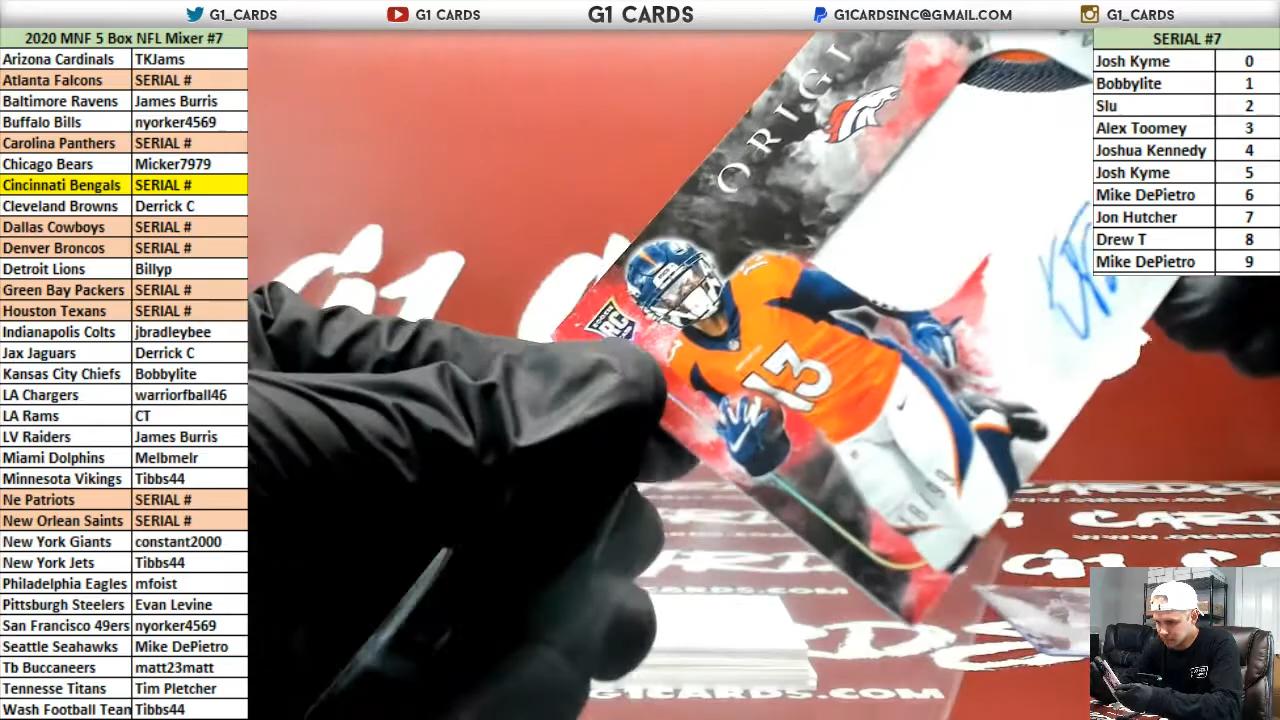 G1_CARDS
G1 CARDS
G1 CARDS
G1CARDSINC@GMAIL.COM
G1_CARDS
2020 MNF 5 Box NFL Mixer #7
Arizona Cardinals TKJams
Atlanta Falcons SERIAL #
Baltimore Ravens James Burris
Buffalo Bills nyorker4569
Carolina Panthers SERIAL #
Chicago Bears Micker7979
Cincinnati Bengals SERIAL #
Cleveland Browns Derrick C
Dallas Cowboys SERIAL #
Denver Broncos SERIAL #
Detroit Lions Billyp
Green Bay Packers SERIAL #
Houston Texans SERIAL #
Indianapolis Colts jbradleybee
Jax Jaguars Derrick C
Kansas City Chiefs Bobbylite
LA Chargers warriorfball46
LA Rams CT
LV Raiders James Burris
Miami Dolphins Melbmelr
Minnesota Vikings Tibbs44
Ne Patriots SERIAL #
New Orlean Saints SERIAL #
New York Giants constant2000
New York Jets Tibbs44
Philadelphia Eagles mfoist
Pittsburgh Steelers Evan Levine
San Francisco 49ers nyorker4569
Seattle Seahawks Mike DePietro
Tb Buccaneers matt23matt
Tennesse Titans Tim Pletcher
Wash Football Tean Tibbs44
SERIAL #7
Josh Kyme 0
Bobbylite 1
Slu 2
Alex Toomey 3
Joshua Kennedy 4
Josh Kyme 5
Mike DePietro 6
Jon Hutcher 7
Drew T 8
Mike DePietro 9
ORIGI
RC
13
G1
G1 CARDS
G1CARDS.COM